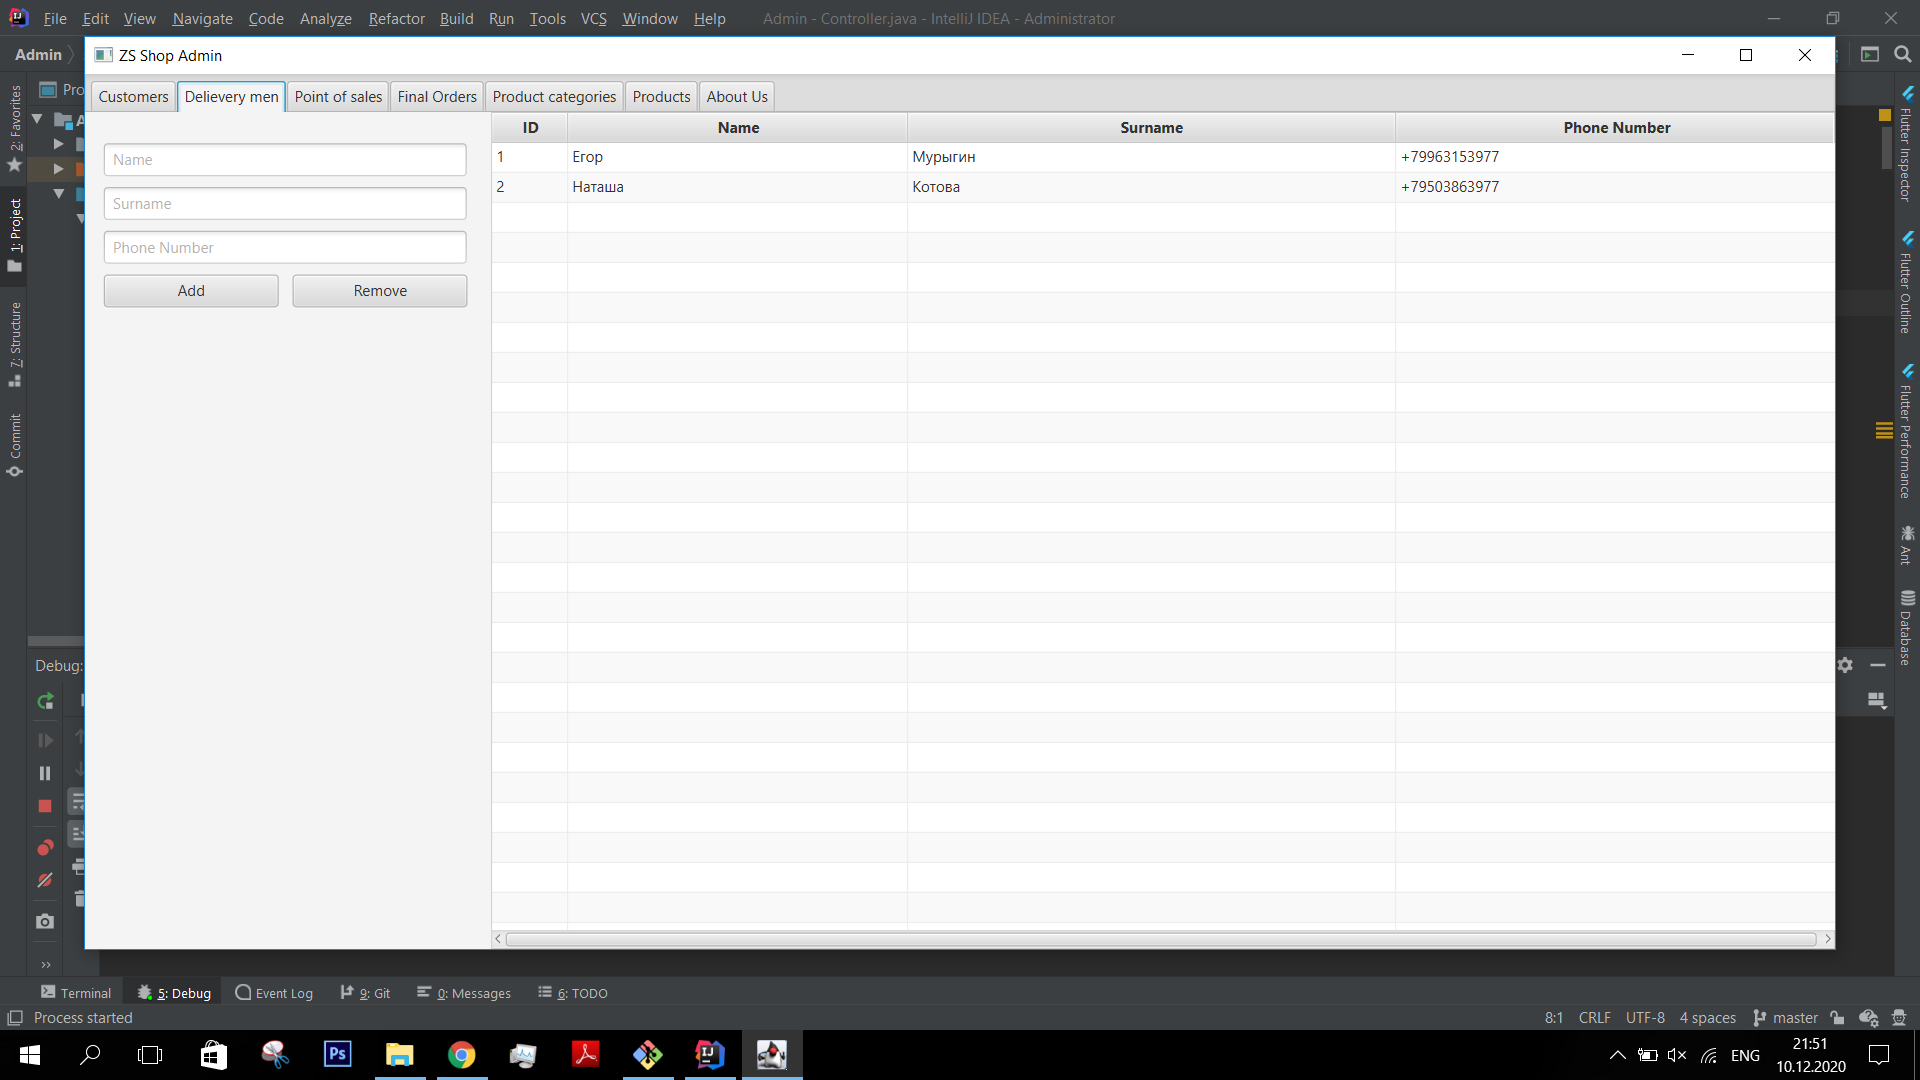 File Edit View Navigate Code Analyze Refactor Build Run Tools VCS Window Help Admin - Controller.java - IntelliJ IDEA - Administrator
Admin
ZS Shop Admin
Pro
Customers Delievery men Point of sales Final Orders Product categories Products About Us
ID Name Surname Phone Number
1 Егор Мурыгин +79963153977
2 Наташа Котова +79503863977
Name
Surname
Phone Number
Add Remove
2: Favorites
1: Project
7: Structure
Commit
Flutter Inspector
Flutter Outline
Flutter Performance
Ant
Database
Debug:
Terminal 5: Debug Event Log 9: Git 0: Messages 6: TODO
Process started 8:1 CRLF UTF-8 4 spaces master
Ps
IJ
ENG
21:51
10.12.2020